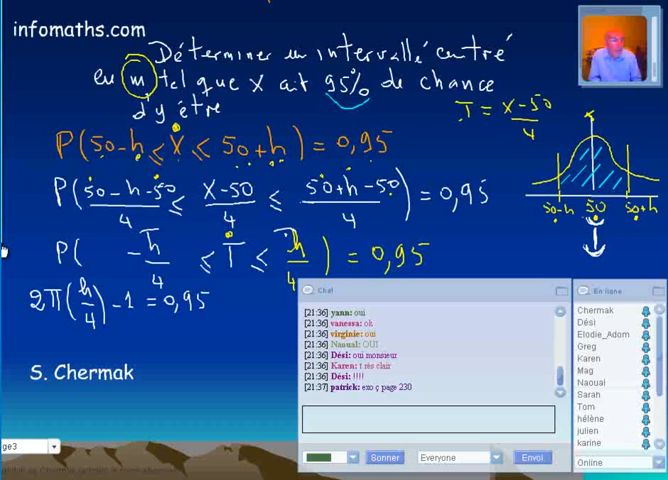 infomaths.com
Déterminer un intervallé centré
en m tel que X ait 95% de chance
d'y être
T = X-50/4
P(50-h ≤ X ≤ 50+h) = 0,95
P(50-h-50/4 ≤ X-50/4 ≤ 50+h-50/4) = 0,95
50-h 50 50+h
P( -h/4 ≤ T ≤ h/4 ) = 0,95
2π(h/4) -1 = 0,95
S. Chermak
Chat
[21:36] yann: oui
[21:36] vanessa: ok
[21:36] virginie: oui
[21:36] Naoual: OUI
[21:36] Dési: oui monsieur
[21:36] Karen: t rès clair
[21:36] Dési: !!!!
[21:37] patrick: exo ç page 230
Sonner
Everyone
Envoi
En ligne
Chermak
Dési
Elodie_Adom
Greg
Karen
Mag
Naoual
Sarah
Tom
hélène
julien
karine
Online
ge3